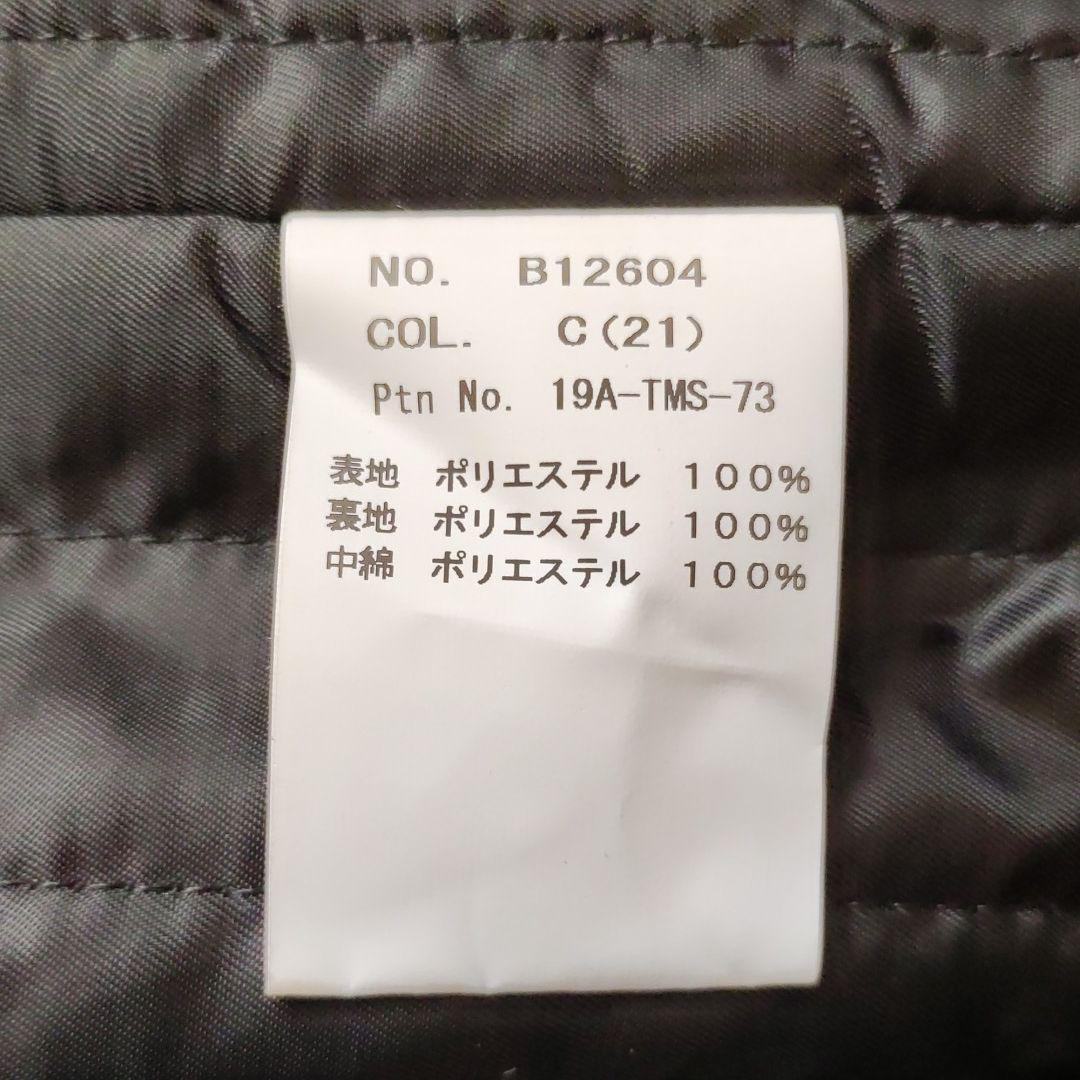 NO. B12604
COL. C(21)
Ptn No. 19A-TMS-73
表地 ポリエステル 100%
裏地 ポリエステル 100%
中綿 ポリエステル 100%